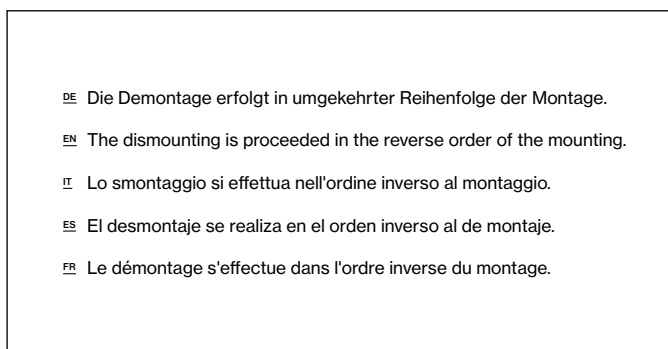 DE Die Demontage erfolgt in umgekehrter Reihenfolge der Montage.
EN The dismounting is proceeded in the reverse order of the mounting.
IT Lo smontaggio si effettua nell'ordine inverso al montaggio.
ES El desmontaje se realiza en el orden inverso al de montaje.
FR Le démontage s'effectue dans l'ordre inverse du montage.